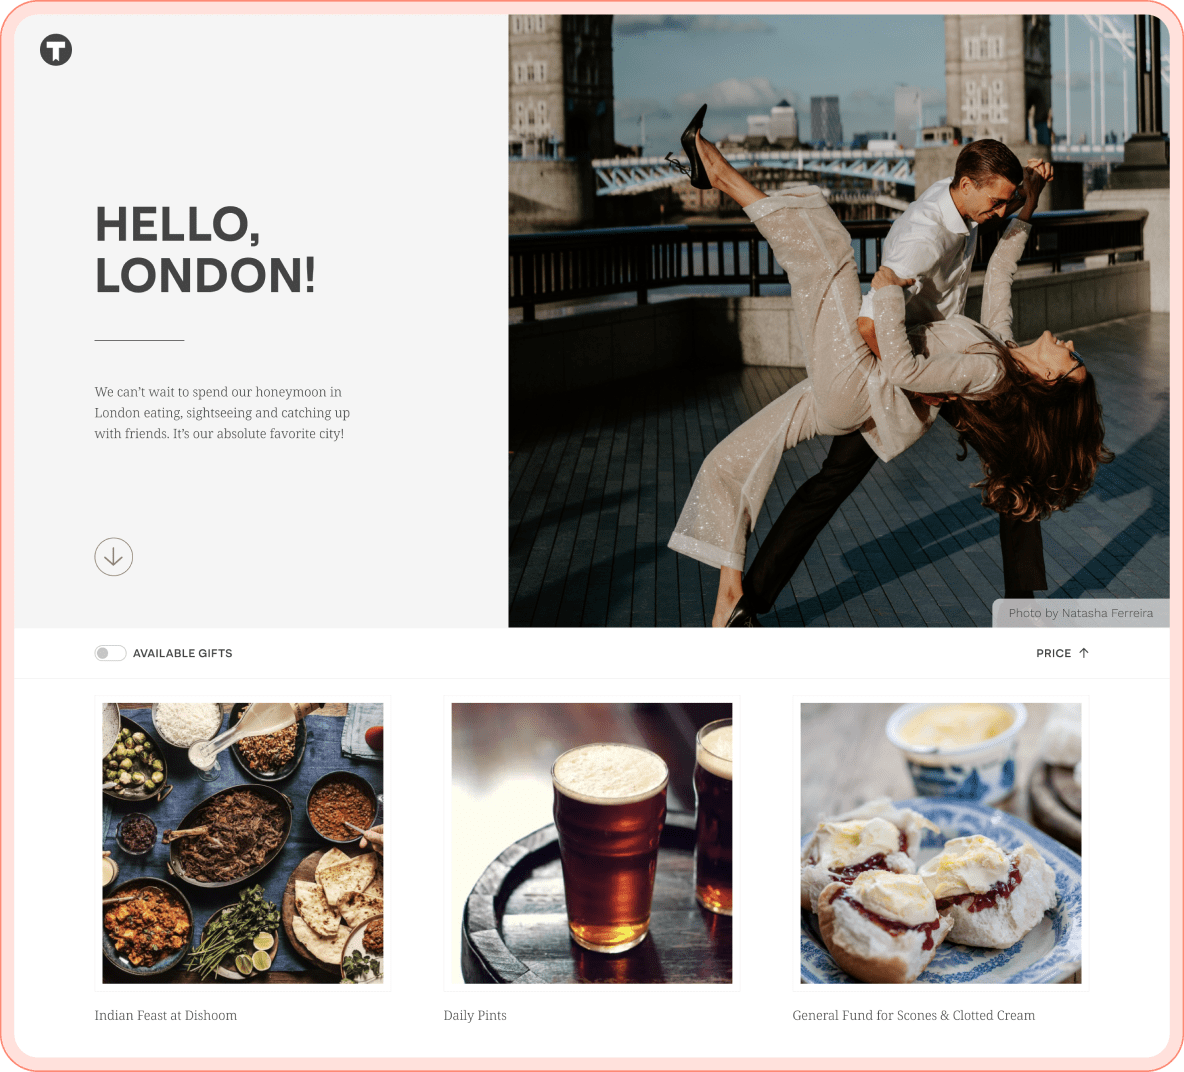 T
HELLO,
LONDON!
We can’t wait to spend our honeymoon in
London eating, sightseeing and catching up
with friends. It’s our absolute favorite city!
Photo by Natasha Ferreira
AVAILABLE GIFTS
PRICE
Indian Feast at Dishoom
Daily Pints
General Fund for Scones & Clotted Cream